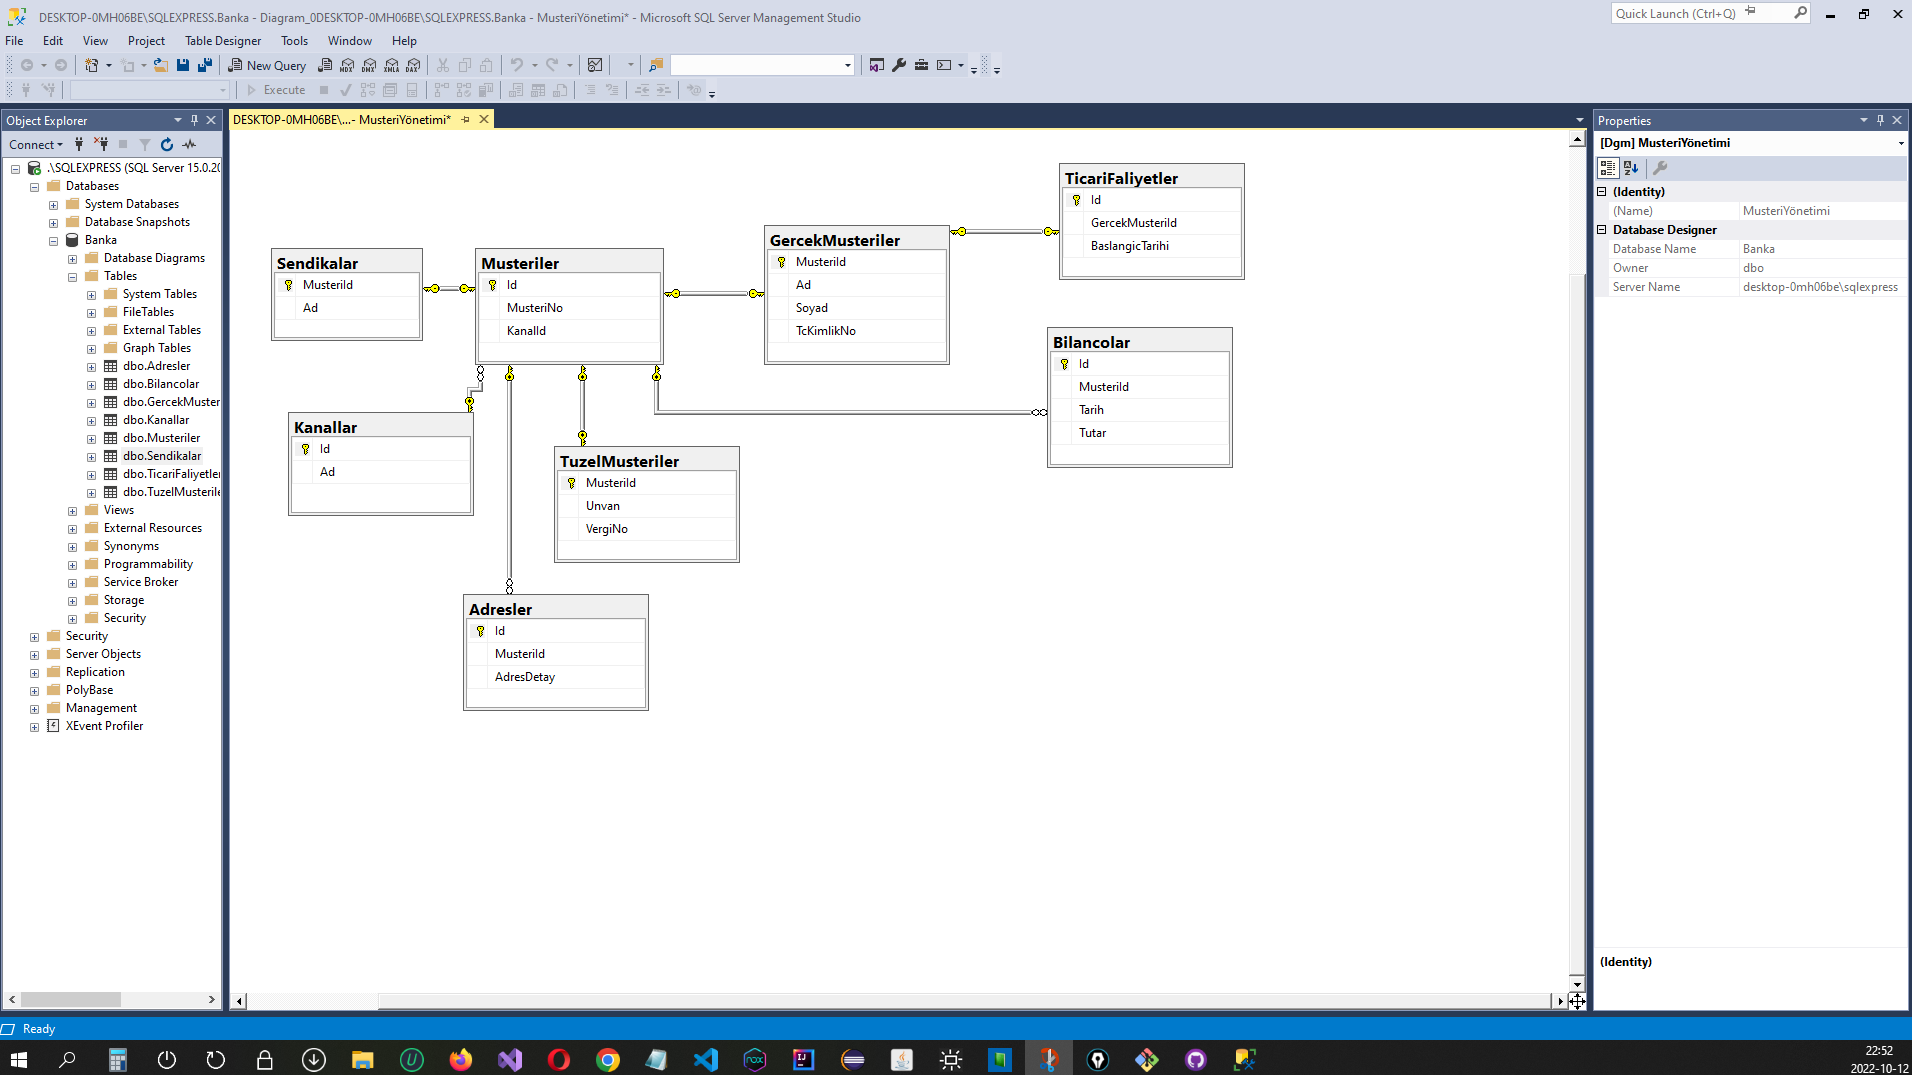 DESKTOP-0MH06BE\SQLEXPRESS.Banka - Diagram_0DESKTOP-0MH06BE\SQLEXPRESS.Banka - MusteriYönetimi* - Microsoft SQL Server Management Studio
Quick Launch (Ctrl+Q)
File Edit View Project Table Designer Tools Window Help
New Query
MDX DMX XMLA DAX
Execute
Object Explorer
Connect
.\SQLEXPRESS (SQL Server 15.0.20
Databases
System Databases
Database Snapshots
Banka
Database Diagrams
Tables
System Tables
FileTables
External Tables
Graph Tables
dbo.Adresler
dbo.Bilancolar
dbo.GercekMuster
dbo.Kanallar
dbo.Musteriler
dbo.Sendikalar
dbo.TicariFaaliyetler
dbo.TuzelMusterile
Views
External Resources
Synonyms
Programmability
Service Broker
Storage
Security
Security
Server Objects
Replication
PolyBase
Management
XEvent Profiler
DESKTOP-0MH06BE\...- MusteriYönetimi*
Sendikalar
MusteriId
Ad
Musteriler
Id
MusteriNo
KanalId
GercekMusteriler
MusteriId
Ad
Soyad
TcKimlikNo
TicariFaliyetler
Id
GercekMusteriId
BaslangicTarihi
Bilancolar
Id
MusteriId
Tarih
Tutar
Kanallar
Id
Ad
TuzelMusteriler
MusteriId
Unvan
VergiNo
Adresler
Id
MusteriId
AdresDetay
Properties
[Dgm] MusteriYönetimi
(Identity)
(Name) MusteriYönetimi
Database Designer
Database Name Banka
Owner dbo
Server Name desktop-0mh06be\sqlexpress
(Identity)
Ready
22:52
2022-10-12